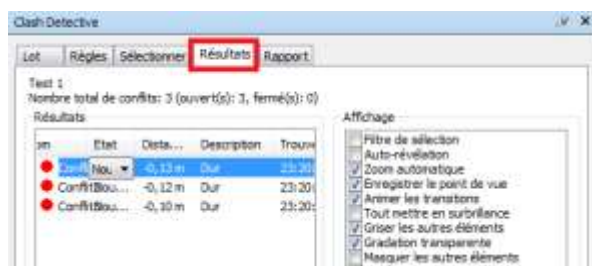 Clash Detective
Lot Règles Sélectionner Résultats Rapport
Test 1
Nombre total de conflits: 3 (ouvert(s): 3, fermé(s): 0)
Résultats
Affichage
om Etat Dista... Description Trouv
Nou -0,13 m Dur 23:20:
Conflit Nou... -0,12 m Dur 23:20:
Conflit Nou... -0,10 m Dur 23:20:
Filtre de sélection
Auto-révélation
Zoom automatique
Enregistrer le point de vue
Animer les transitions
Tout mettre en surbrillance
Griser les autres éléments
Gradation transparente
Masquer les autres éléments